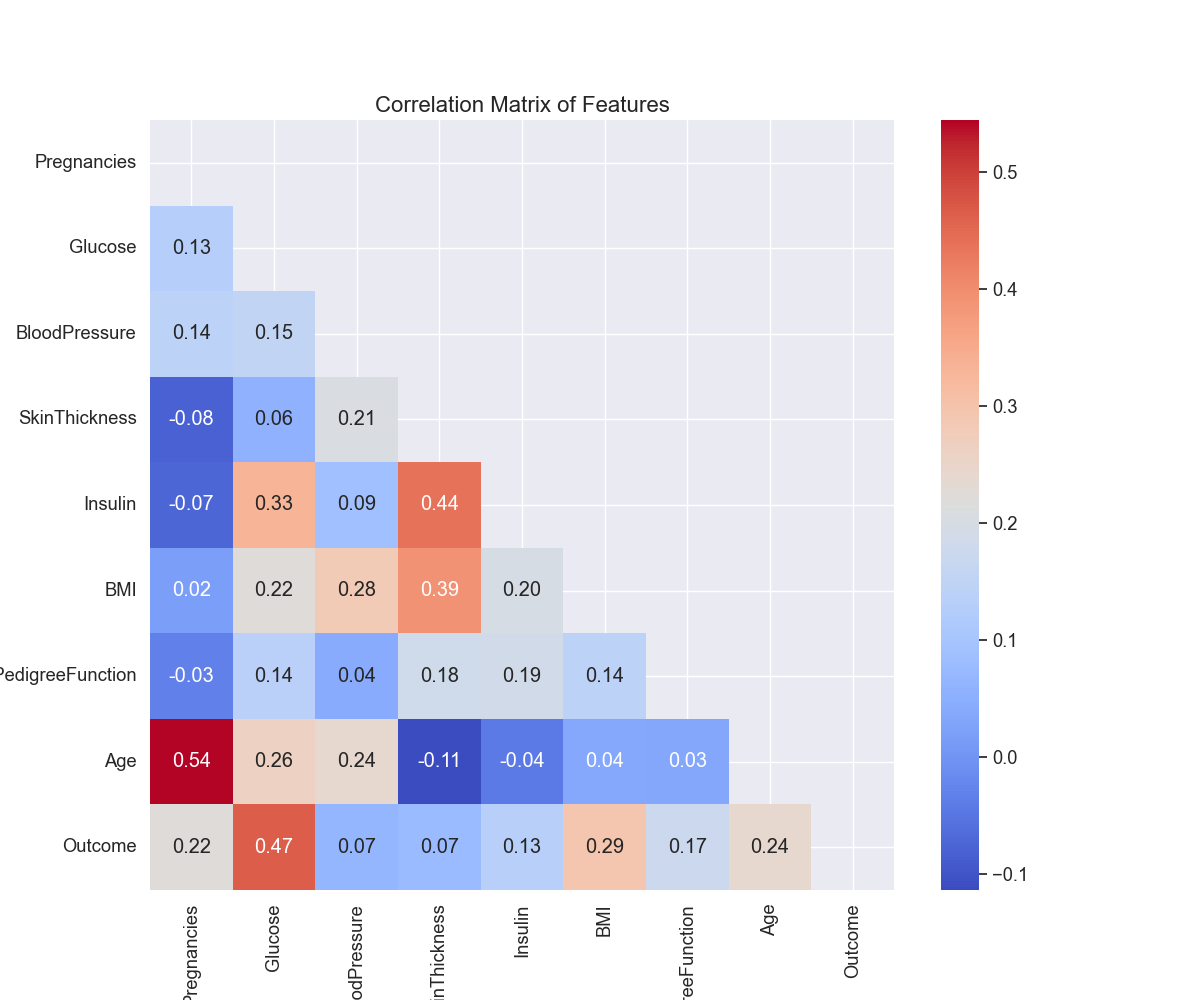 Correlation Matrix of Features
Pregnancies
Glucose 0.13
BloodPressure 0.14 0.15
SkinThickness -0.08 0.06 0.21
Insulin -0.07 0.33 0.09 0.44
BMI 0.02 0.22 0.28 0.39 0.20
PedigreeFunction -0.03 0.14 0.04 0.18 0.19 0.14
Age 0.54 0.26 0.24 -0.11 -0.04 0.04 0.03
Outcome 0.22 0.47 0.07 0.07 0.13 0.29 0.17 0.24
Pregnancies
Glucose
odPressure
inThickness
Insulin
BMI
reeFunction
Age
Outcome
0.5
0.4
0.3
0.2
0.1
0.0
−0.1